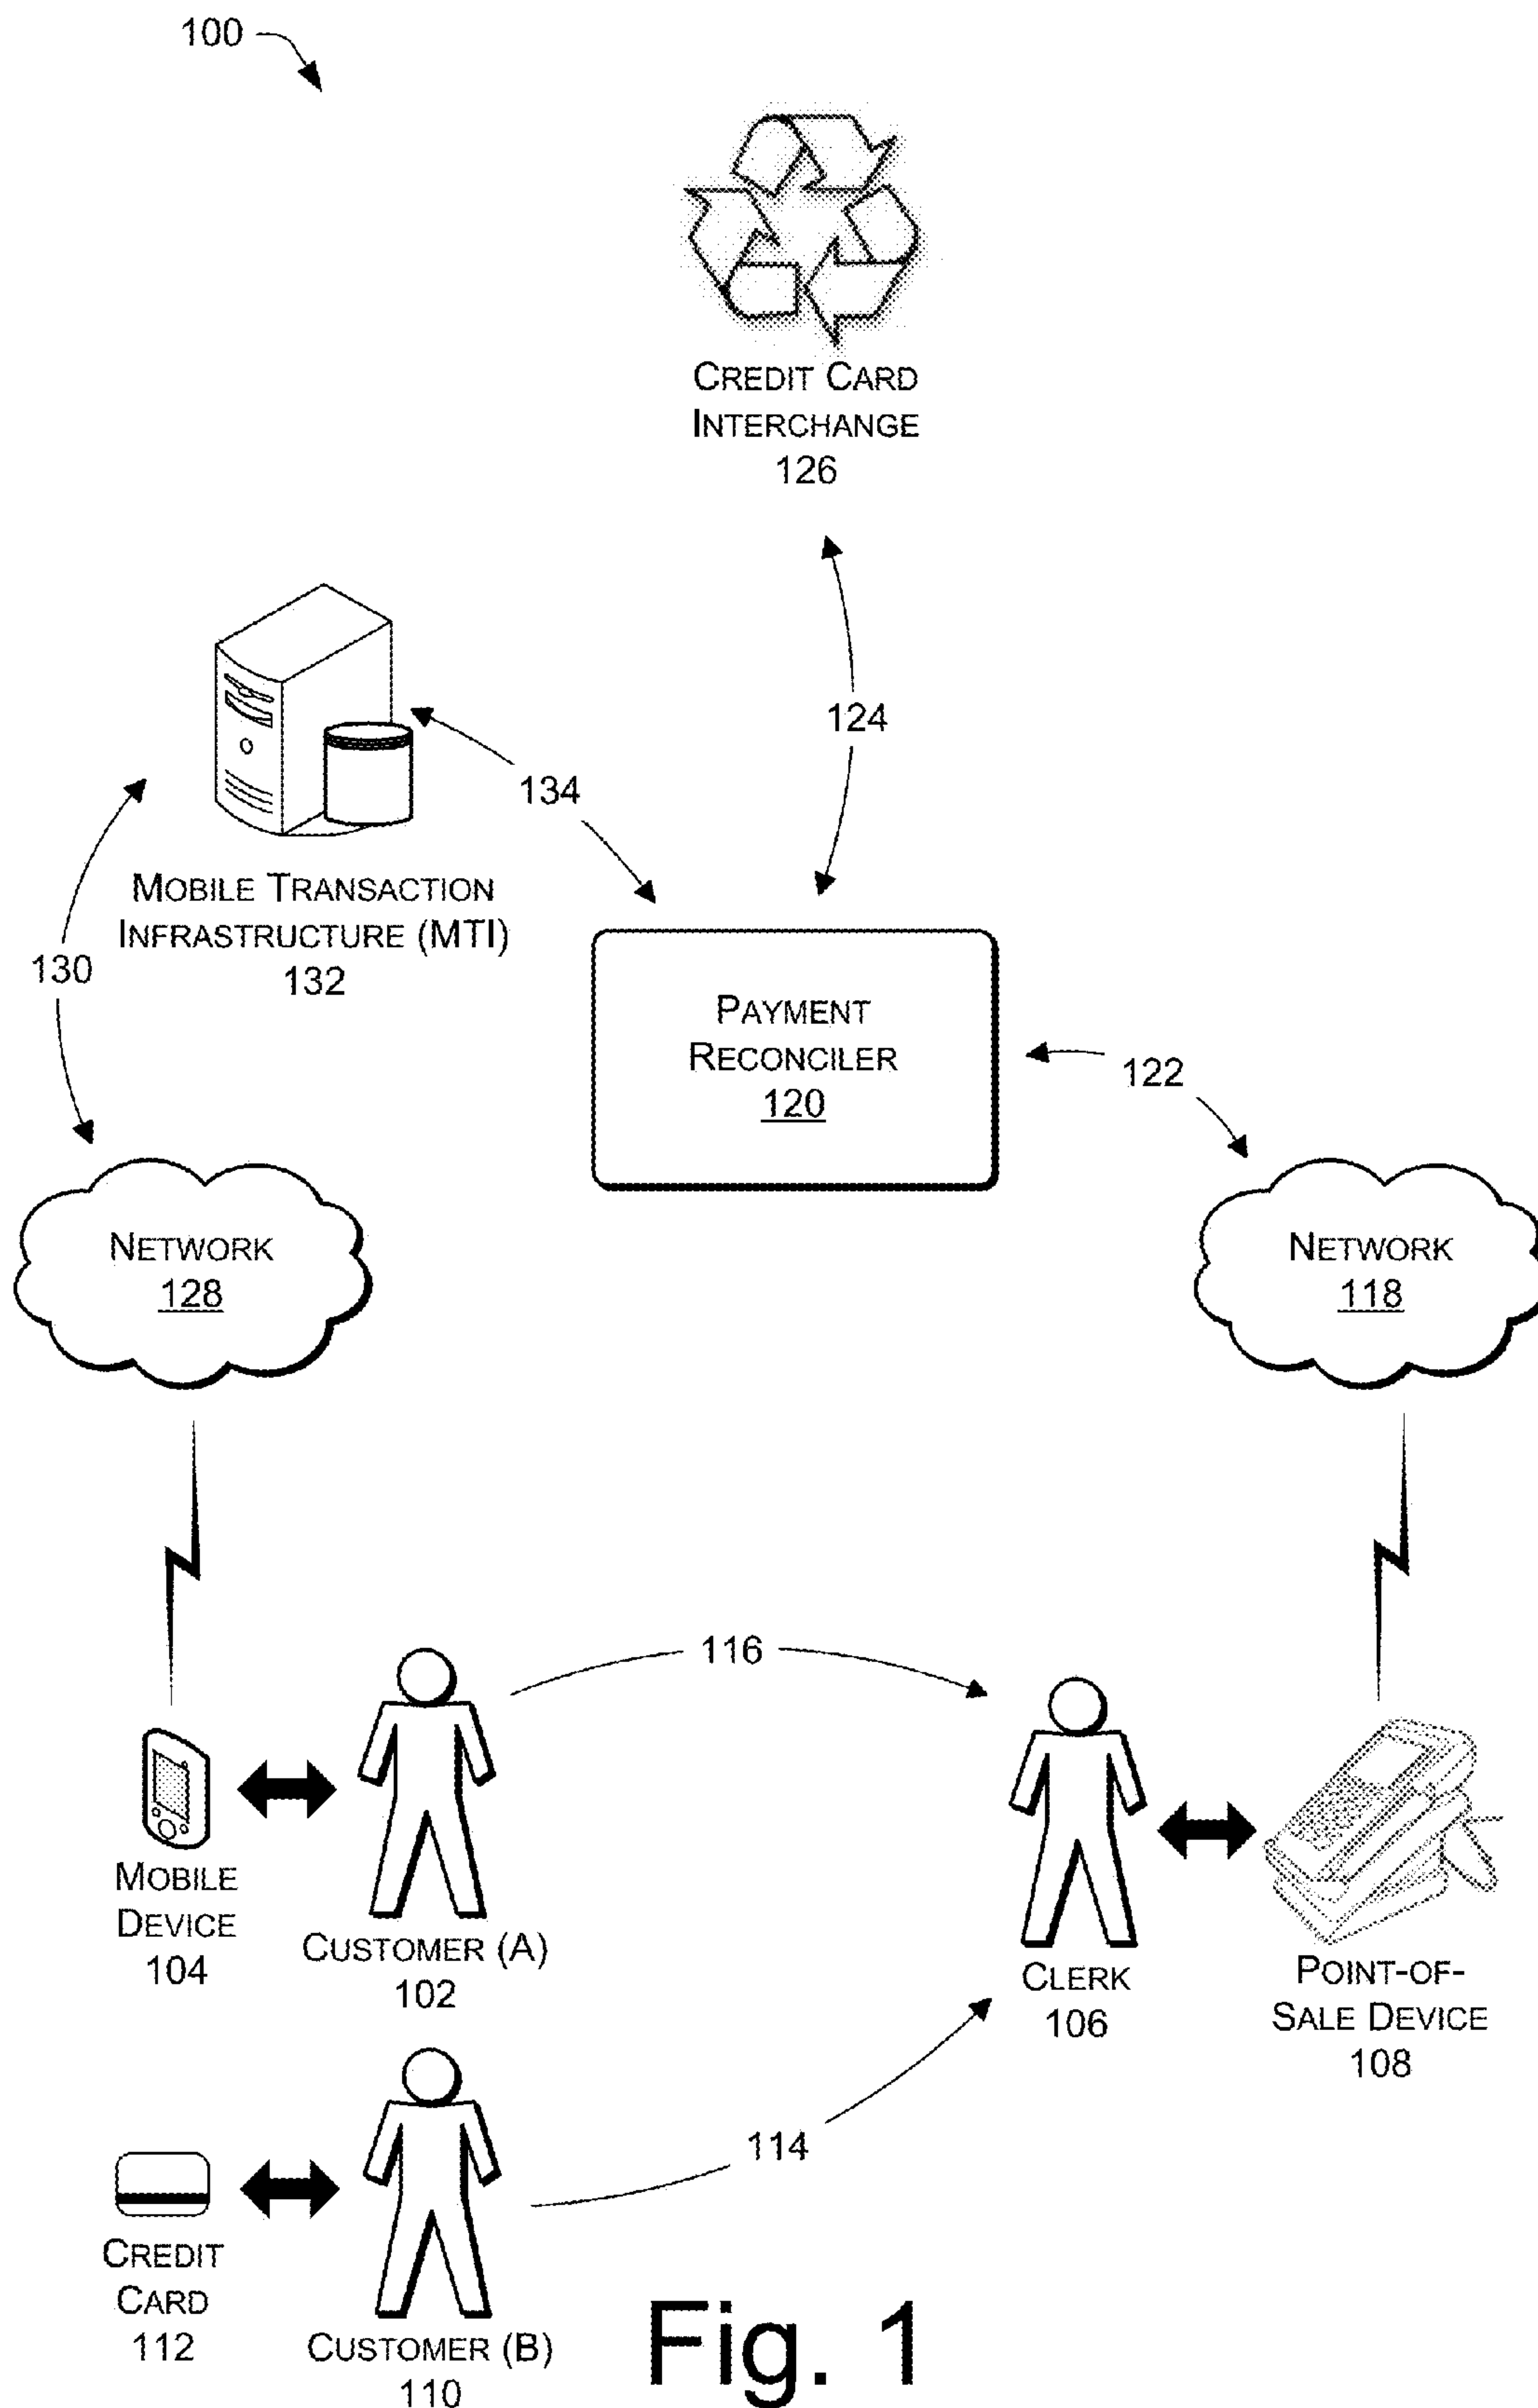 100
CREDIT CARD
INTERCHANGE
126
124
134
MOBILE TRANSACTION
INFRASTRUCTURE (MTI)
132
130
PAYMENT
RECONCILER
120
122
NETWORK
128
NETWORK
118
116
MOBILE
DEVICE
104
CUSTOMER (A)
102
CLERK
106
POINT-OF-
SALE DEVICE
108
114
CREDIT
CARD
112
CUSTOMER (B)
110
Fig. 1